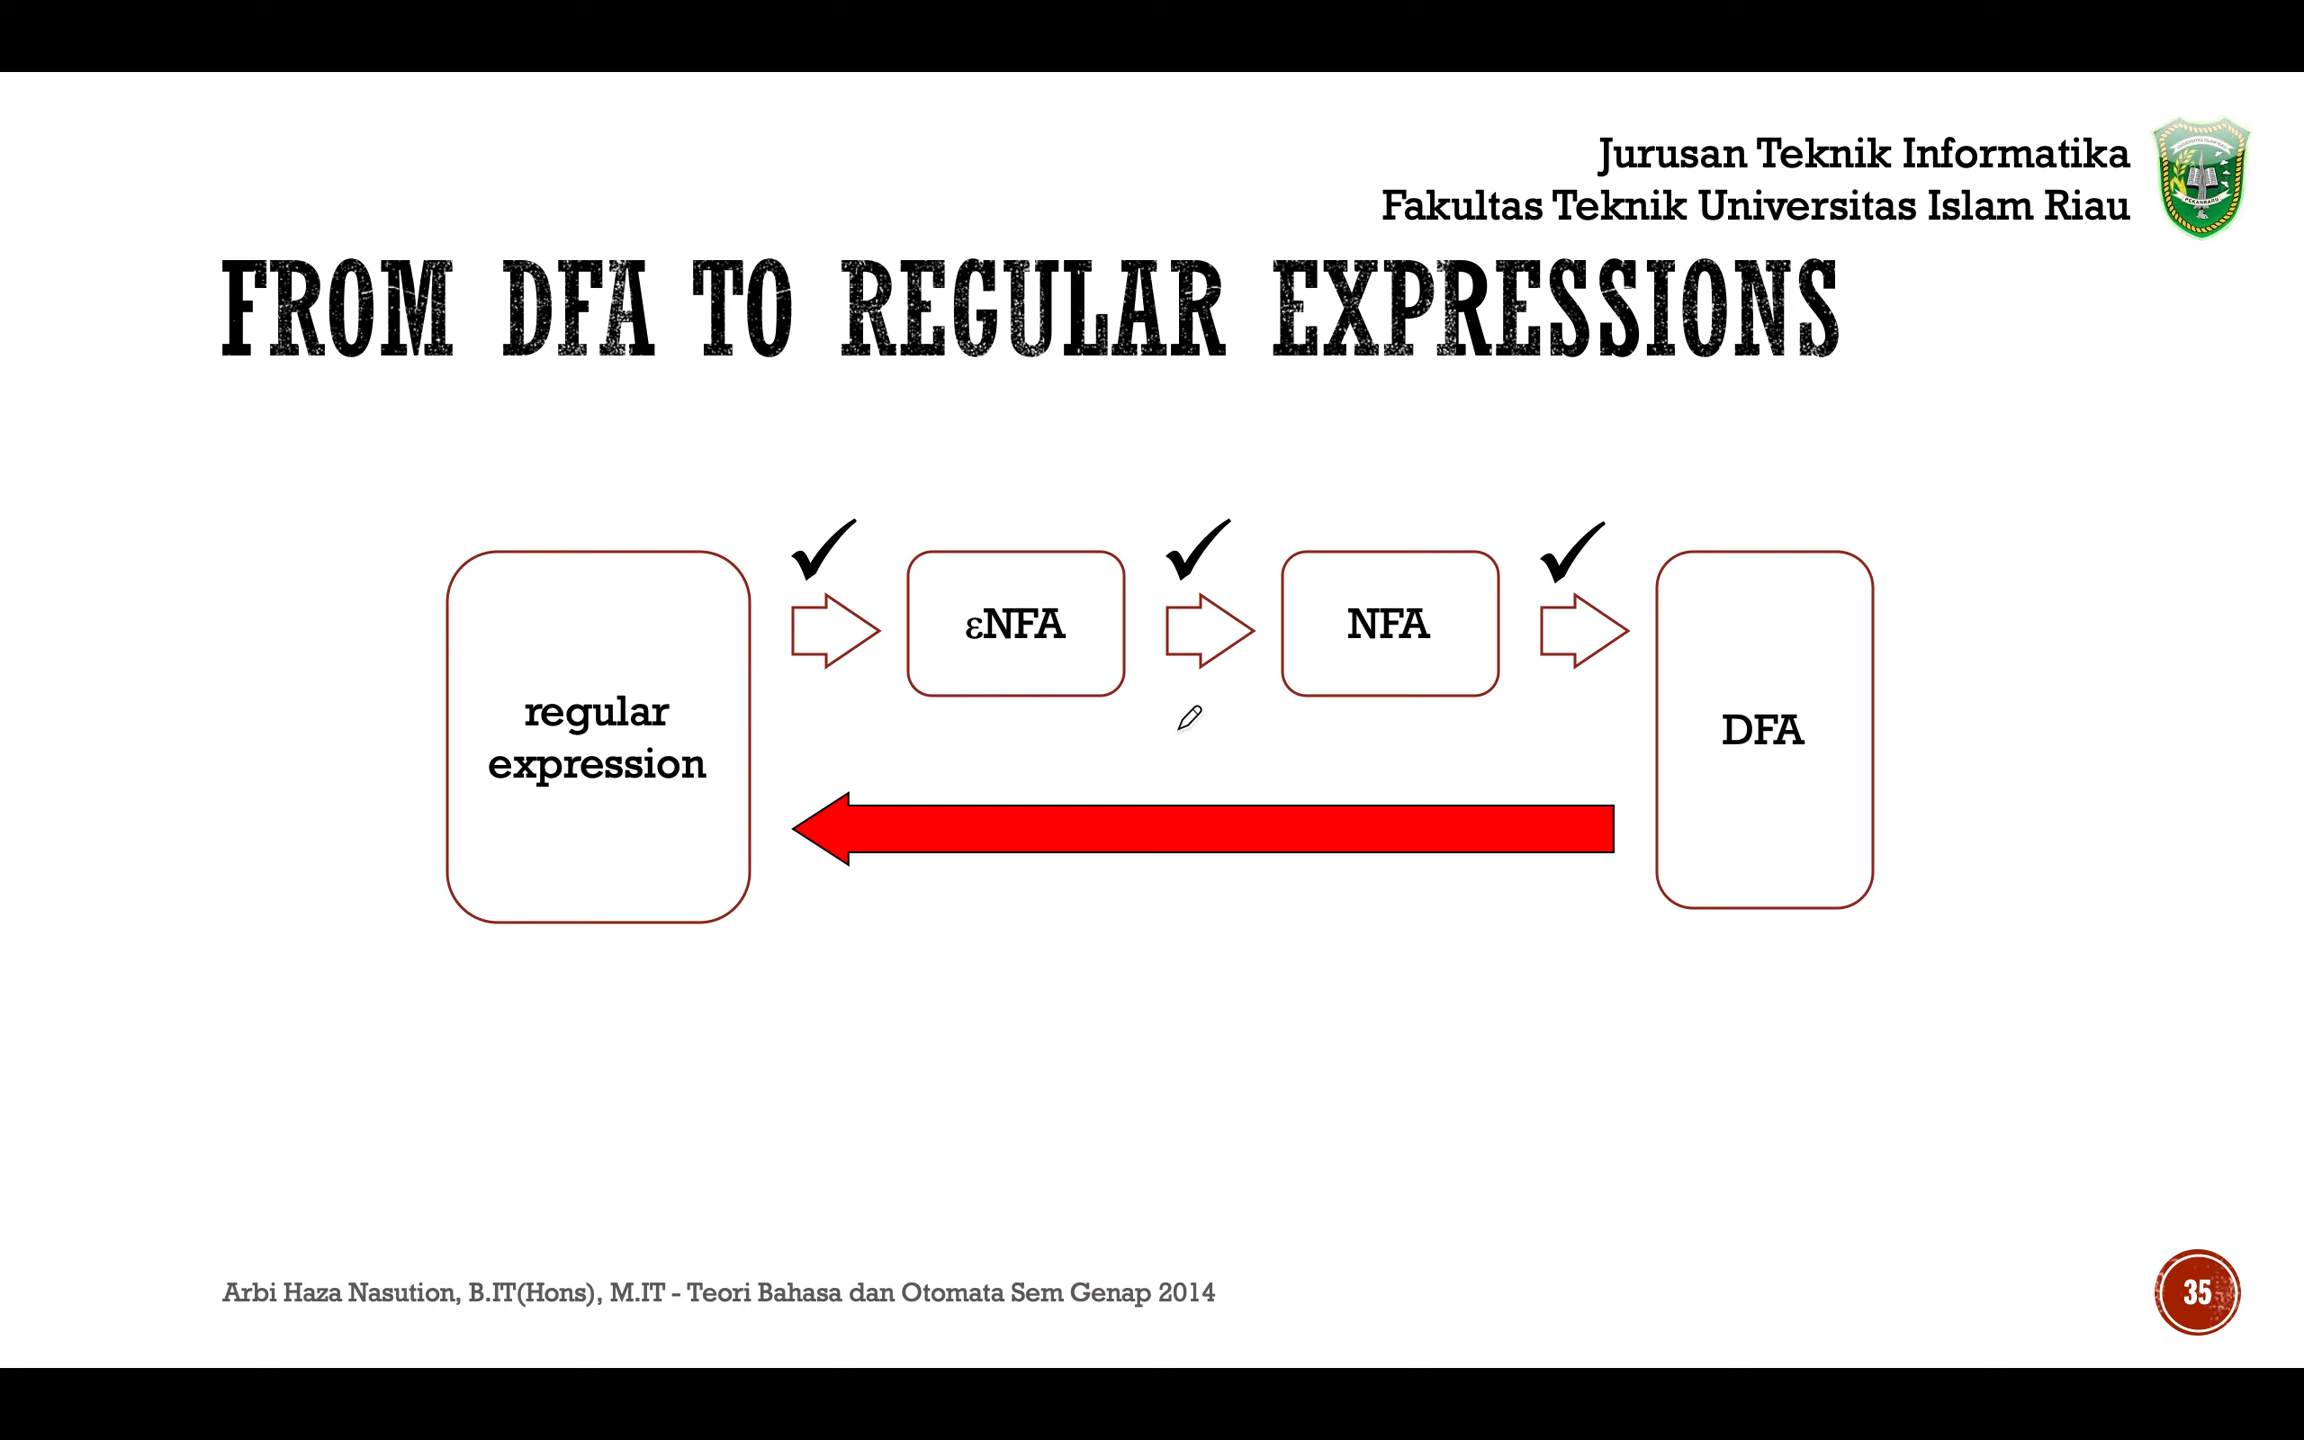 Jurusan Teknik Informatika
Fakultas Teknik Universitas Islam Riau
FROM DFA TO REGULAR EXPRESSIONS
regular
expression
εNFA
NFA
DFA
Arbi Haza Nasution, B.IT(Hons), M.IT - Teori Bahasa dan Otomata Sem Genap 2014
35